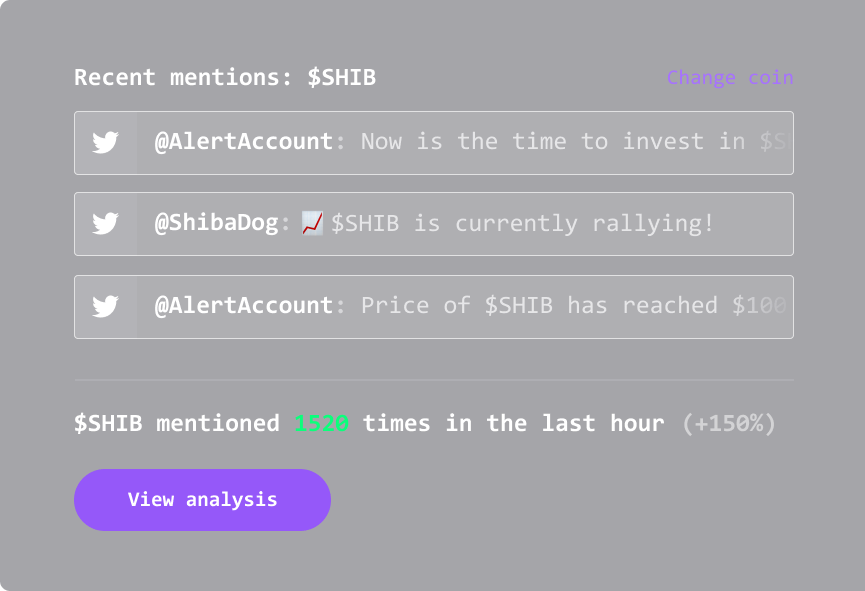 Recent mentions: $SHIB
Change coin
@AlertAccount: Now is the time to invest in
@ShibaDog: 📈 $SHIB is currently rallying!
@AlertAccount: Price of $SHIB has reached $100
$SHIB mentioned 1520 times in the last hour (+150%)
View analysis